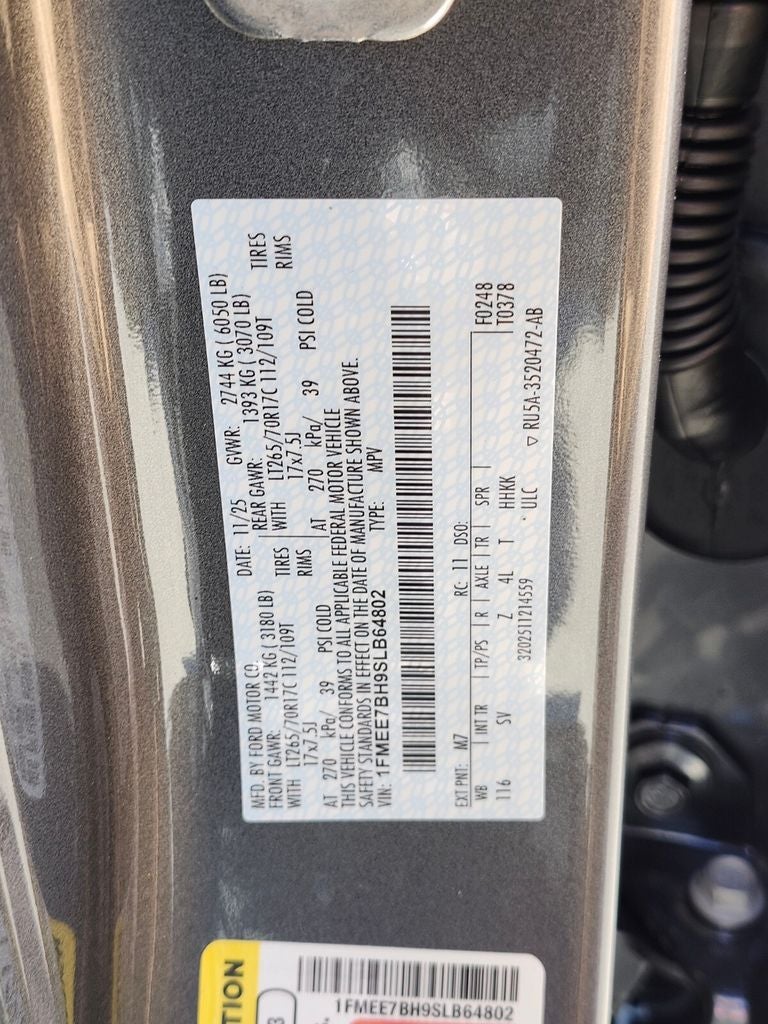 MFD. BY FORD MOTOR CO. DATE: 11/25 GVWR: 2744 KG ( 6050 LB)
FRONT GAWR: 1442 KG ( 3180 LB) REAR GAWR: 1393 KG ( 3070 LB)
WITH LT265/70R17C 112/109T TIRES WITH LT265/70R17C 112/109T TIRES
17x7.5J RIMS 17x7.5J RIMS
AT 270 kPa/ 39 PSI COLD AT 270 kPa/ 39 PSI COLD
THIS VEHICLE CONFORMS TO ALL APPLICABLE FEDERAL MOTOR VEHICLE
SAFETY STANDARDS IN EFFECT ON THE DATE OF MANUFACTURE SHOWN ABOVE.
VIN: 1FMEE7BH9SLB64802 TYPE: MPV
EXT PNT: M7 RC: 11 DSO: F0248
WB INT TR TP/PS R AXLE TR SPR T0378
116 SV Z 4L T HHKK
3202511214559 ULC ▽ RU5A-3520472-AB
TION
1FMEE7BH9SLB64802